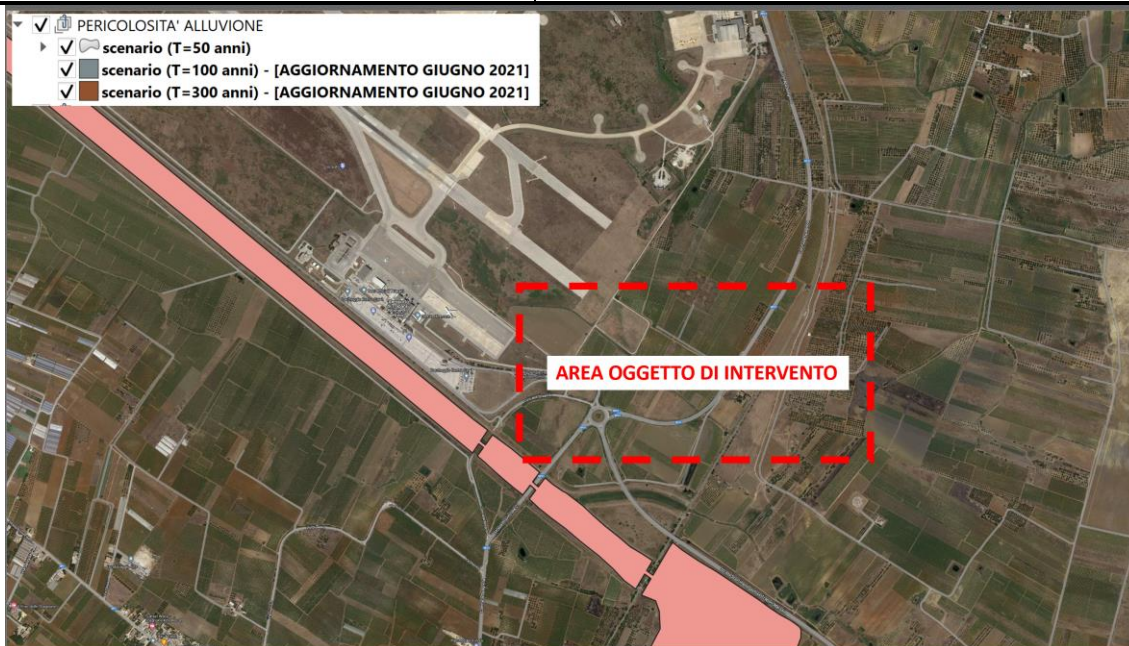 PERICOLOSITA' ALLUVIONE
scenario (T=50 anni)
scenario (T=100 anni) - [AGGIORNAMENTO GIUGNO 2021]
scenario (T=300 anni) - [AGGIORNAMENTO GIUGNO 2021]
AREA OGGETTO DI INTERVENTO